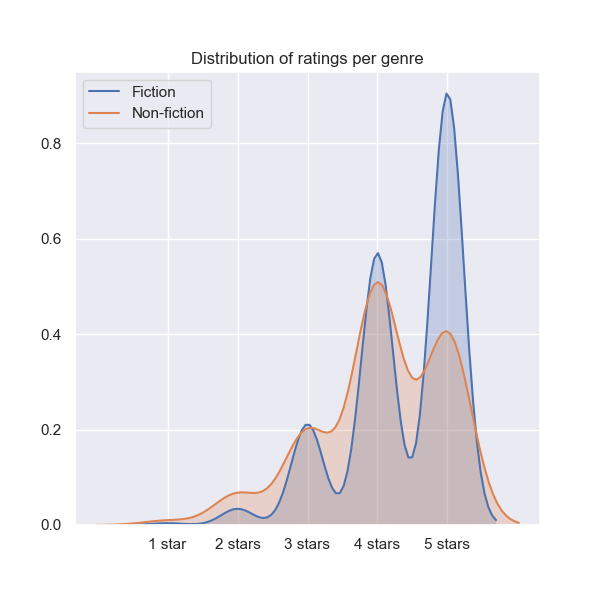 Distribution of ratings per genre
Fiction
Non-fiction
0.8
0.6
0.4
0.2
0.0
1 star 2 stars 3 stars 4 stars 5 stars